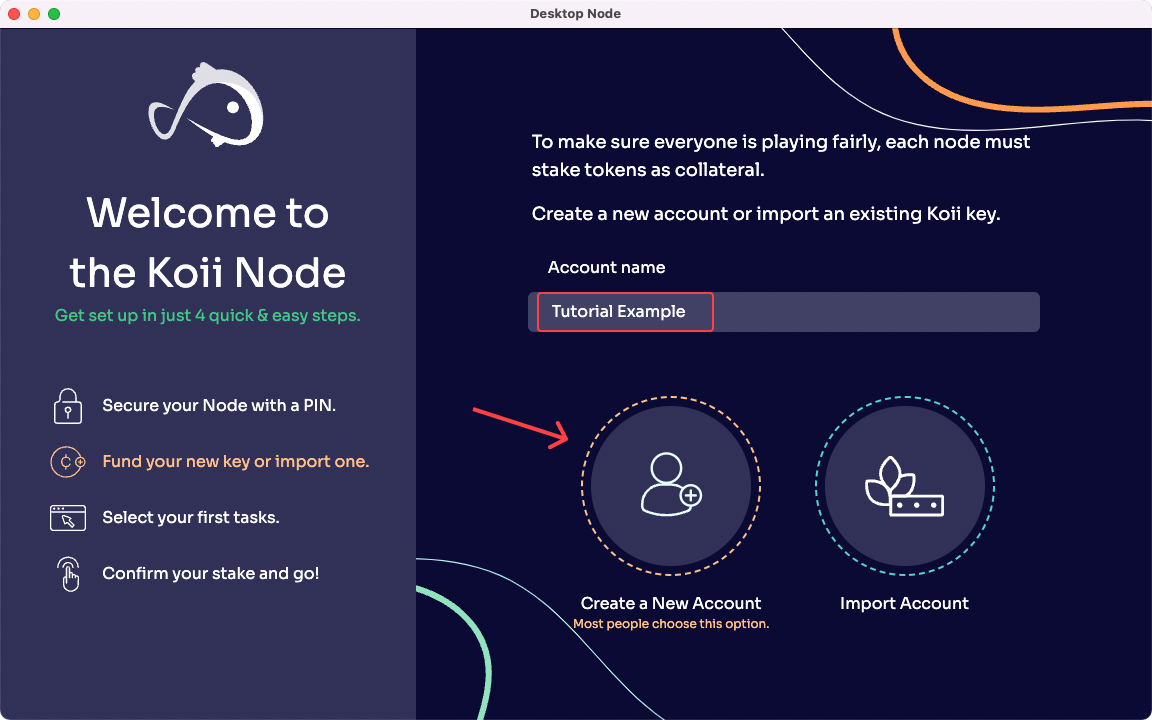 Desktop Node
Welcome to
the Koii Node
Get set up in just 4 quick & easy steps.
Secure your Node with a PIN.
Fund your new key or import one.
Select your first tasks.
Confirm your stake and go!
To make sure everyone is playing fairly, each node must
stake tokens as collateral.
Create a new account or import an existing Koii key.
Account name
Tutorial Example
Create a New Account
Most people choose this option.
Import Account